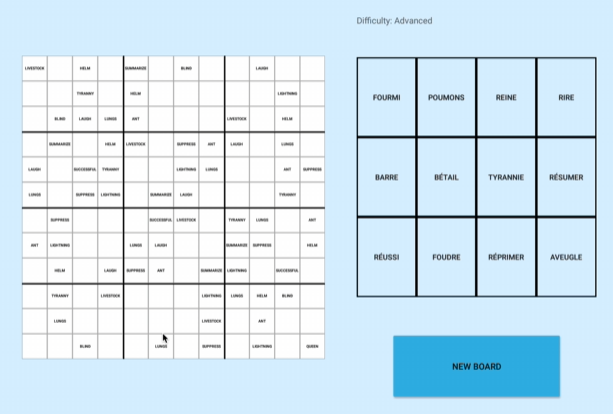 Difficulty: Advanced
LIVESTOCK HELM SUMMARIZE BLIND LAUGH
TYRANNY HELM LIGHTNING
BLIND LAUGH LUNGS ANT LIVESTOCK HELM
SUMMARIZE HELM LIVESTOCK SUPPRESS ANT LAUGH LUNGS
LAUGH SUCCESSFUL TYRANNY LIGHTNING LUNGS ANT SUPPRESS
LUNGS SUPPRESS LIGHTNING SUMMARIZE LAUGH TYRANNY
SUPPRESS SUCCESSFUL LIVESTOCK TYRANNY LUNGS ANT
ANT LIGHTNING LUNGS LAUGH SUMMARIZE SUPPRESS HELM
HELM LAUGH SUPPRESS ANT SUMMARIZE LIGHTNING SUCCESSFUL
TYRANNY LIVESTOCK LIGHTNING LUNGS HELM BLIND
LUNGS LIVESTOCK ANT
BLIND LUNGS SUPPRESS LIGHTNING QUEEN
FOURMI POUMONS REINE RIRE
BARRE BÉTAIL TYRANNIE RÉSUMER
RÉUSSI FOUDRE RÉPRIMER AVEUGLE
NEW BOARD